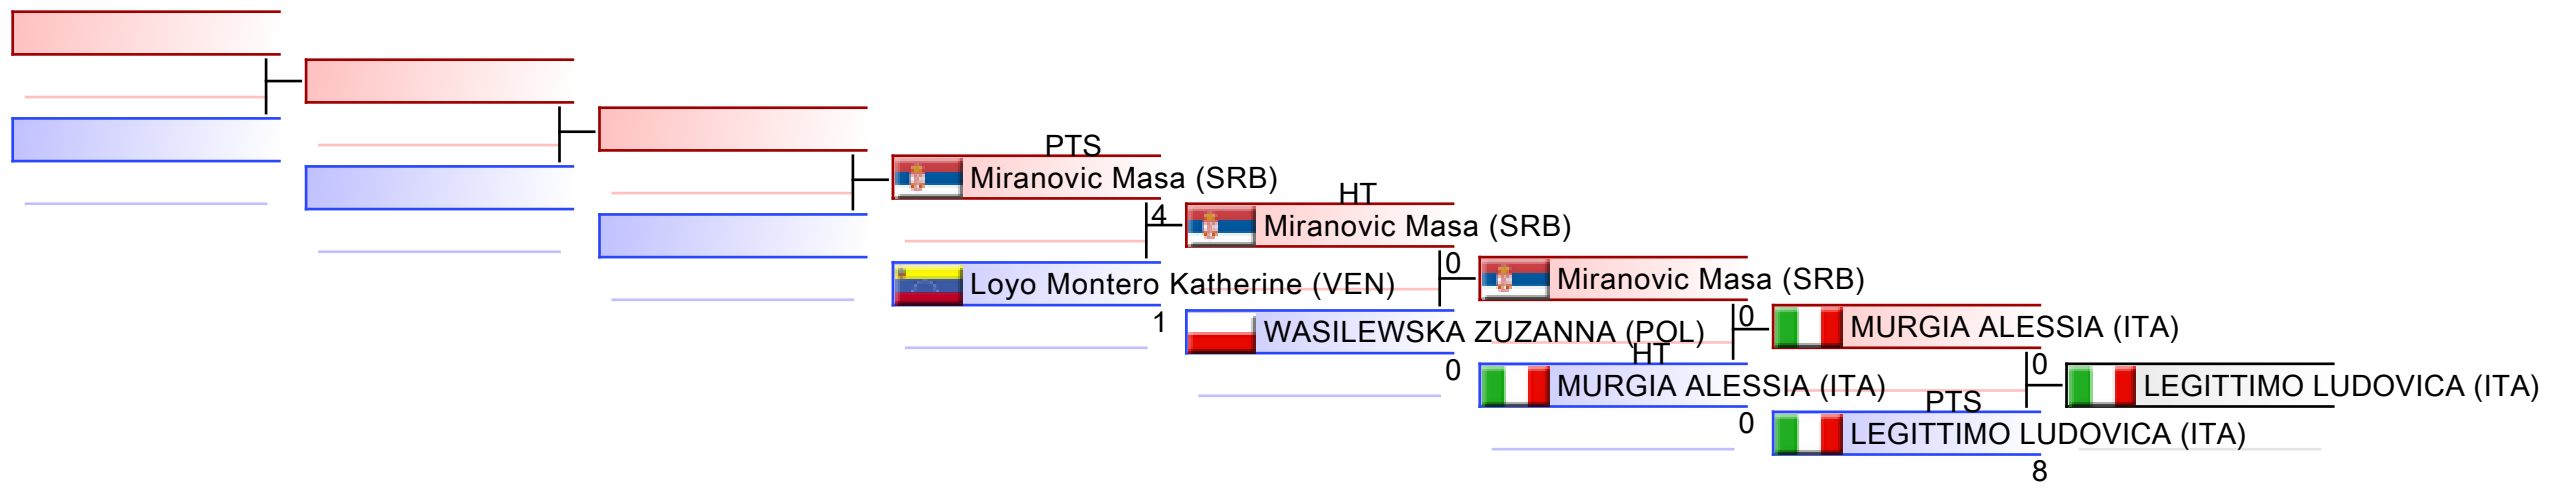 PTS
Miranovic Masa (SRB)
4
Loyo Montero Katherine (VEN)
1
HT
Miranovic Masa (SRB)
0
WASILEWSKA ZUZANNA (POL)
0
Miranovic Masa (SRB)
0
HT
MURGIA ALESSIA (ITA)
0
MURGIA ALESSIA (ITA)
0
PTS
LEGITTIMO LUDOVICA (ITA)
8
LEGITTIMO LUDOVICA (ITA)